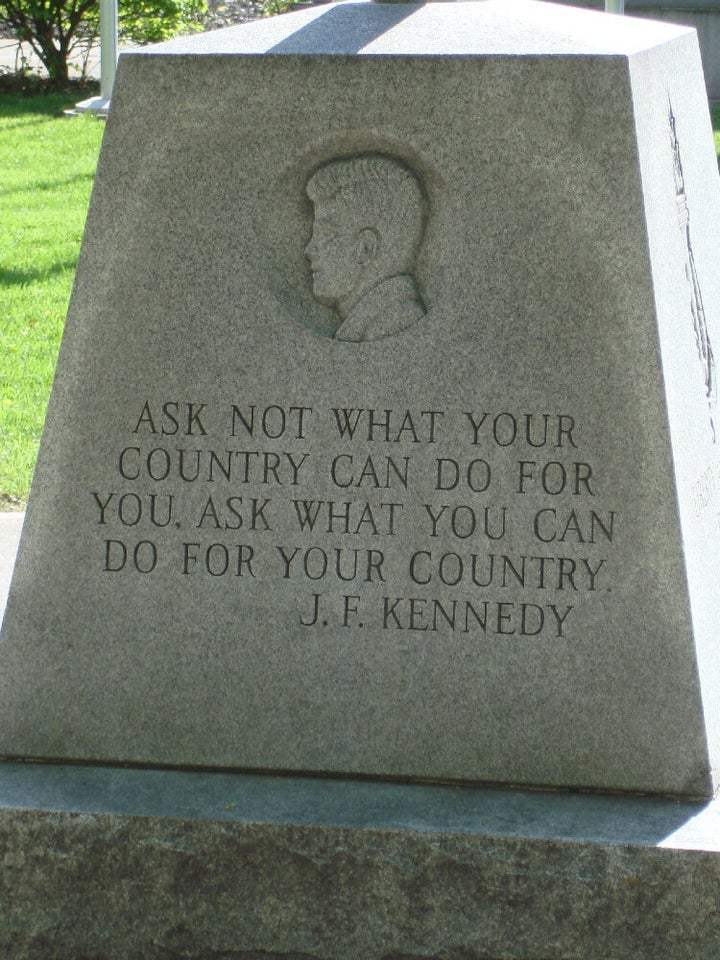 ASK NOT WHAT YOUR
COUNTRY CAN DO FOR
YOU, ASK WHAT YOU CAN
DO FOR YOUR COUNTRY.
J. F. KENNEDY